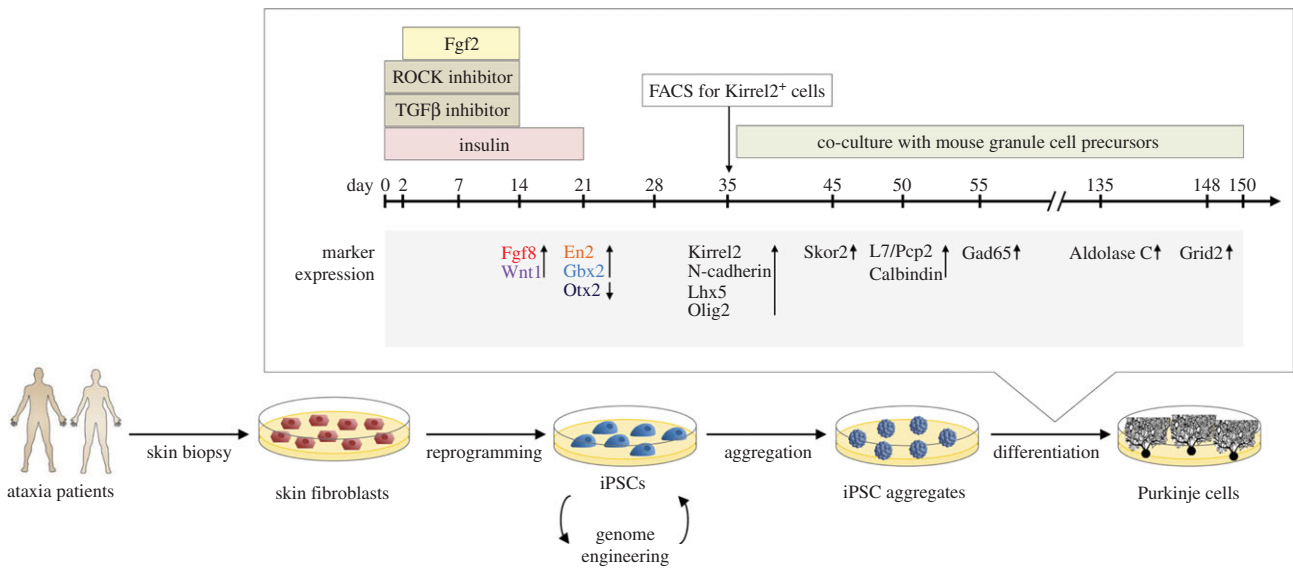 Fgf2
ROCK inhibitor
TGFβ inhibitor
insulin
FACS for Kirrel2⁺ cells
co-culture with mouse granule cell precursors
day 0 2 7 14 21 28 35 45 50 55 135 148 150
marker
expression
Fgf8↑
Wnt1
En2↑
Gbx2
Otx2↓
Kirrel2↑
N-cadherin
Lhx5
Olig2
Skor2↑
L7/Pcp2↑
Calbindin
Gad65↑
Aldolase C↑
Grid2↑
ataxia patients
skin biopsy
skin fibroblasts
reprogramming
iPSCs
genome
engineering
aggregation
iPSC aggregates
differentiation
Purkinje cells